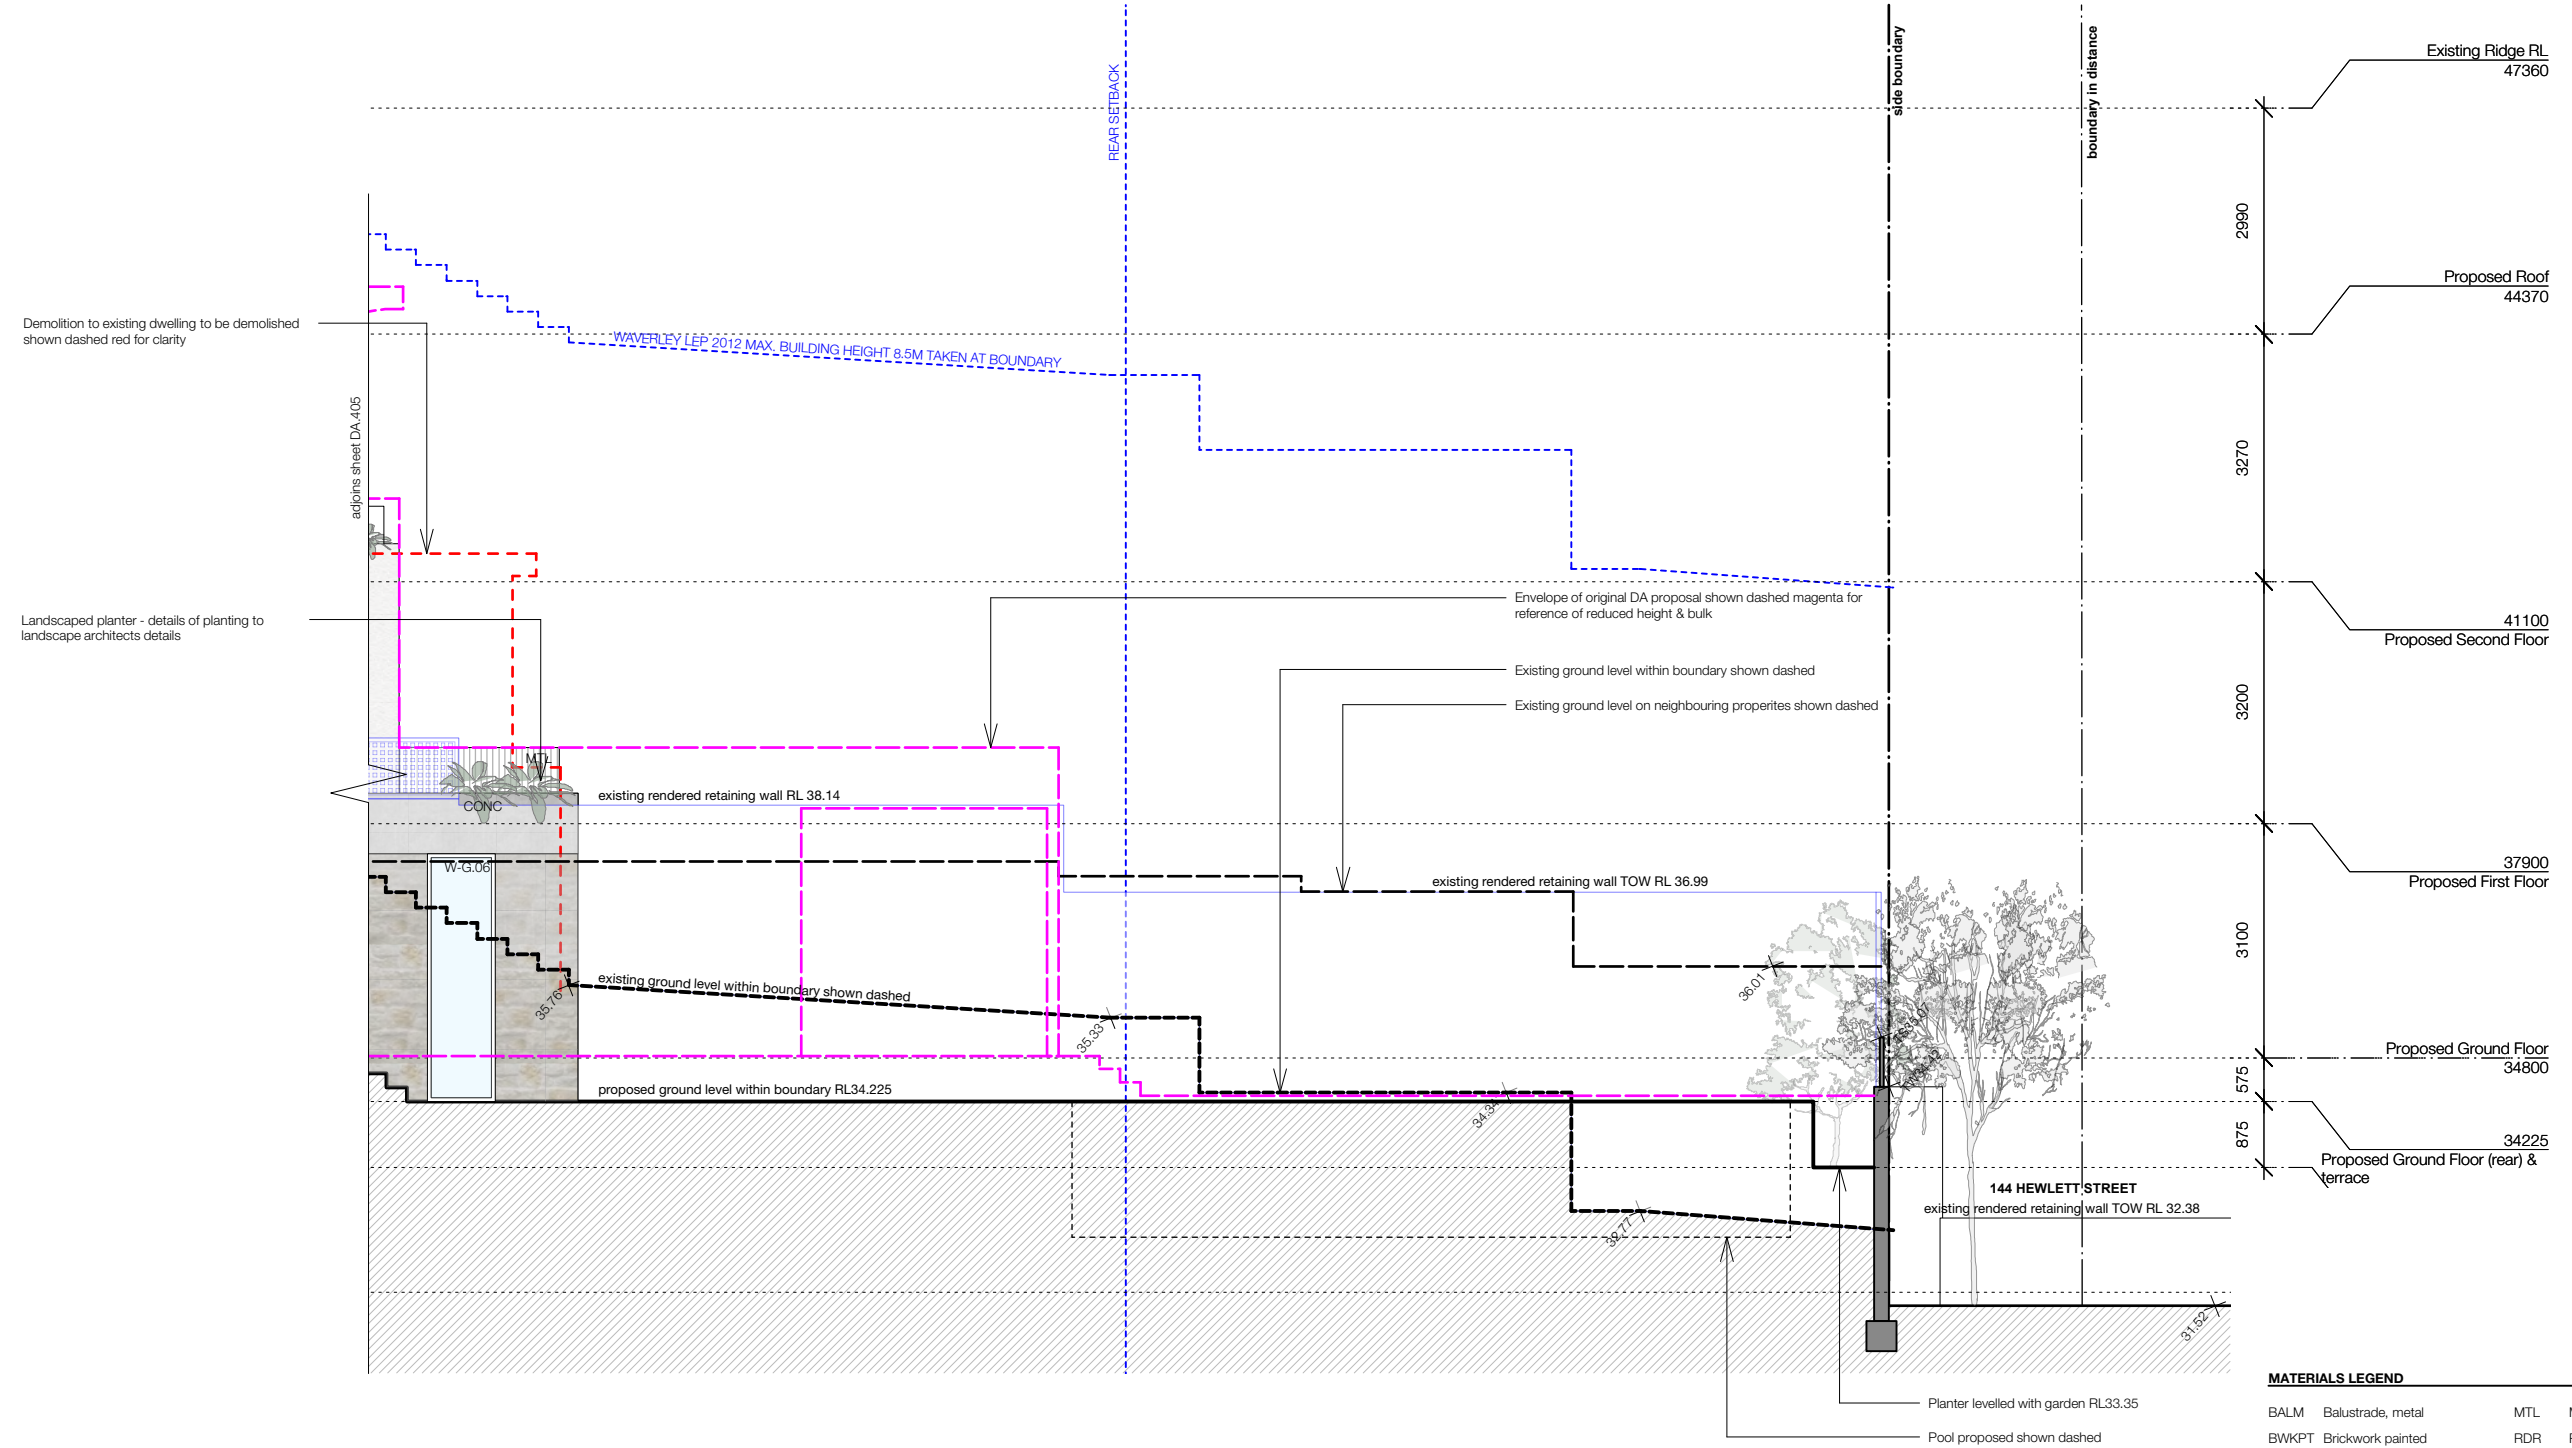 Existing Ridge RL
47360
side boundary
boundary in distance
REAR SETBACK
2990
Proposed Roof
44370
Demolition to existing dwelling to be demolished
shown dashed red for clarity
WAVERLEY LEP 2012 MAX. BUILDING HEIGHT 8.5M TAKEN AT BOUNDARY
adjoins sheet DA.405
3270
Envelope of original DA proposal shown dashed magenta for
reference of reduced height & bulk
Landscaped planter - details of planting to
landscape architects details
41100
Proposed Second Floor
Existing ground level within boundary shown dashed
Existing ground level on neighbouring properites shown dashed
3200
MTL
CONC
existing rendered retaining wall RL 38.14
W-G.06
existing rendered retaining wall TOW RL 36.99
37900
Proposed First Floor
3100
existing ground level within boundary shown dashed
35.76
35.33
36.01
34.34
32.77
Proposed Ground Floor
34800
575
proposed ground level within boundary RL34.225
875
34225
Proposed Ground Floor (rear) &
terrace
144 HEWLETT STREET
existing rendered retaining wall TOW RL 32.38
31.52
Planter levelled with garden RL33.35
Pool proposed shown dashed
MATERIALS LEGEND
BALM Balustrade, metal MTL
BWKPT Brickwork painted RDR